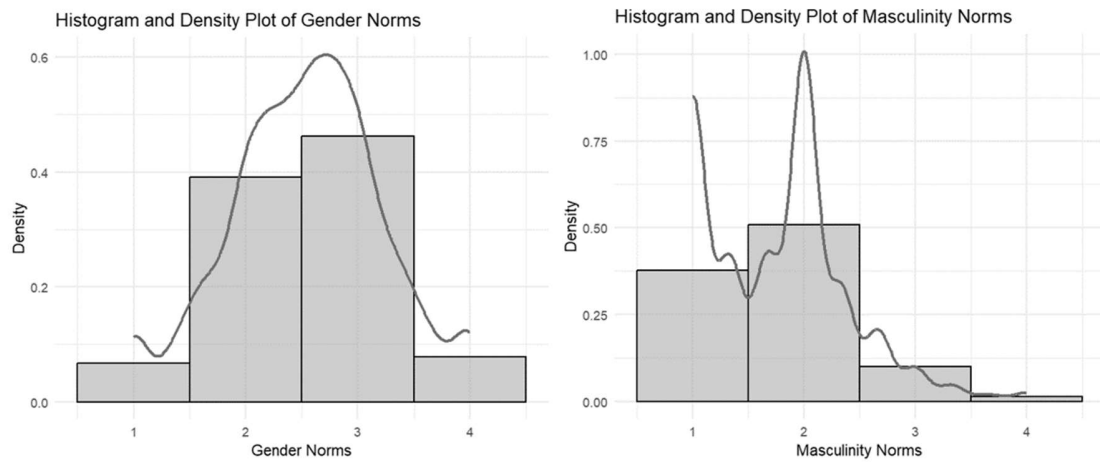 Histogram and Density Plot of Gender Norms
0.6
0.4
0.2
0.0
Density
1 2 3 4
Gender Norms
Histogram and Density Plot of Masculinity Norms
1.00
0.75
0.50
0.25
0.00
Density
1 2 3 4
Masculinity Norms